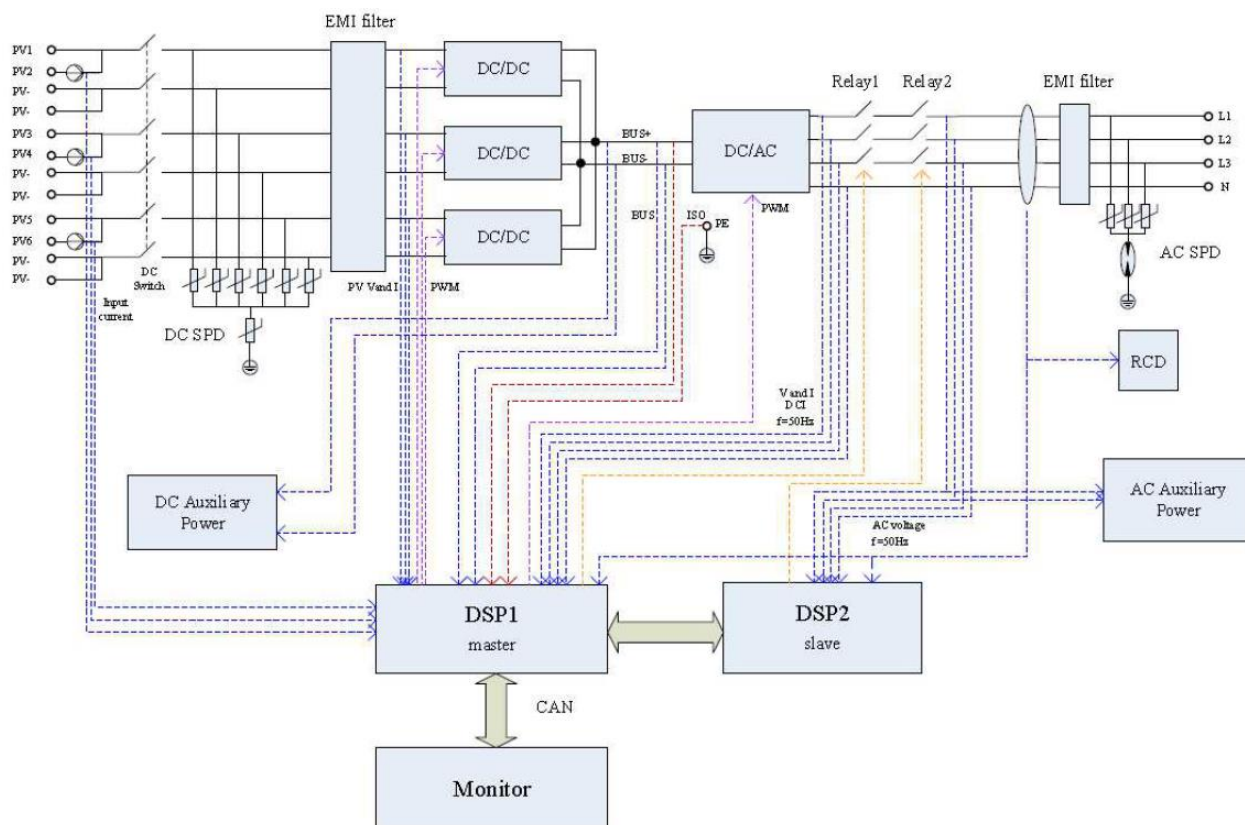 EMI filter
PV1
PV2
PV-
PV-
PV3
PV4
PV-
PV-
PV5
PV6
PV-
PV-
Input
current
DC
Switch
DC SPD
PV Vand I
PWM
DC/DC
DC/DC
DC/DC
BUS+
BUS-
BUS
ISO
PE
DC/AC
PWM
Relay1
Relay2
EMI filter
L1
L2
L3
N
AC SPD
RCD
V and I
DCI
f=50Hz
DC Auxiliary
Power
AC Auxiliary
Power
AC voltage
f=50Hz
DSP1
master
DSP2
slave
CAN
Monitor